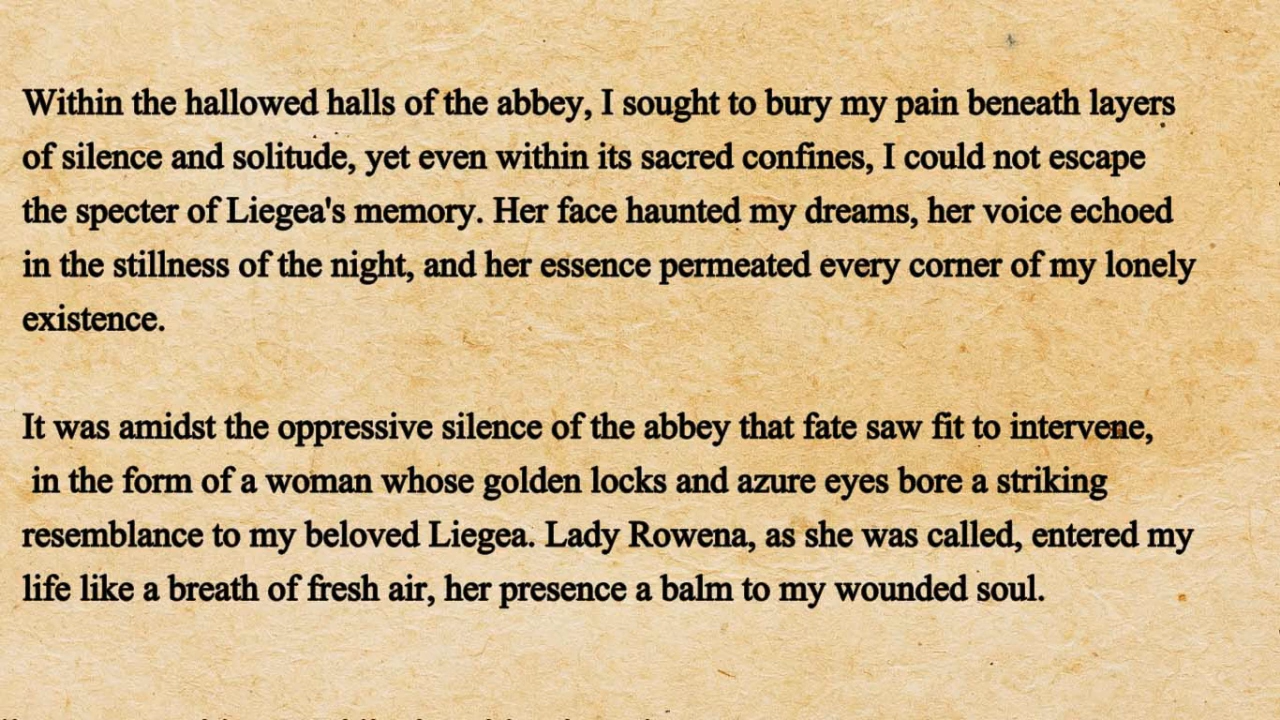 Within the hallowed halls of the abbey, I sought to bury my pain beneath layers
of silence and solitude, yet even within its sacred confines, I could not escape
the specter of Liegea's memory. Her face haunted my dreams, her voice echoed
in the stillness of the night, and her essence permeated every corner of my lonely
existence.
It was amidst the oppressive silence of the abbey that fate saw fit to intervene,
in the form of a woman whose golden locks and azure eyes bore a striking
resemblance to my beloved Liegea. Lady Rowena, as she was called, entered my
life like a breath of fresh air, her presence a balm to my wounded soul.